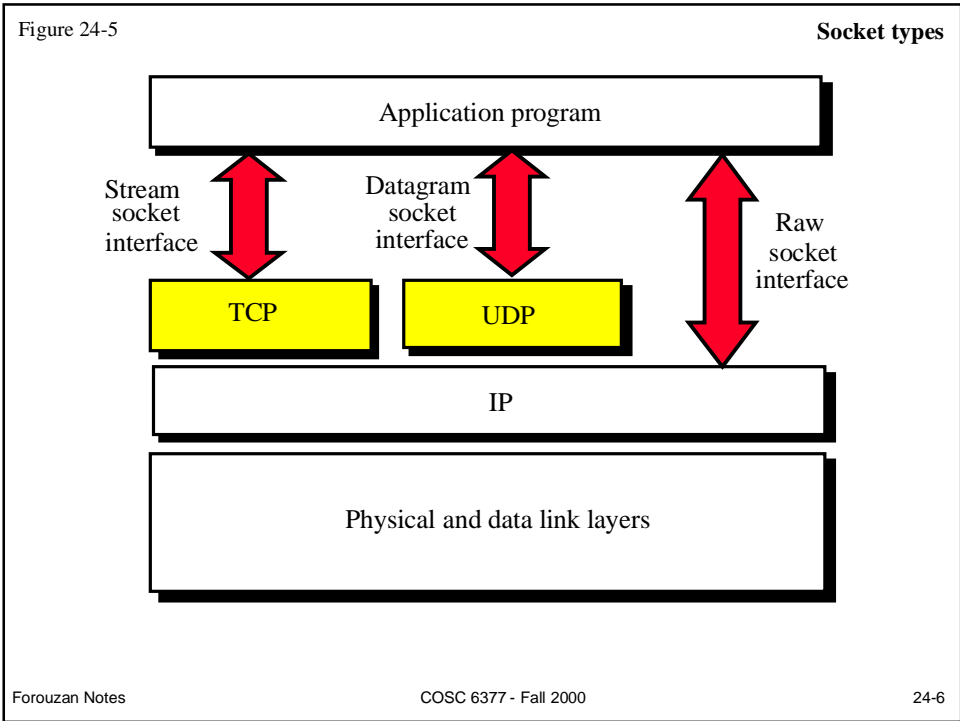 Figure 24-5
Socket types
Application program
Stream
socket
interface
Datagram
socket
interface
Raw
socket
interface
TCP
UDP
IP
Physical and data link layers
Forouzan Notes
COSC 6377 - Fall 2000
24-6